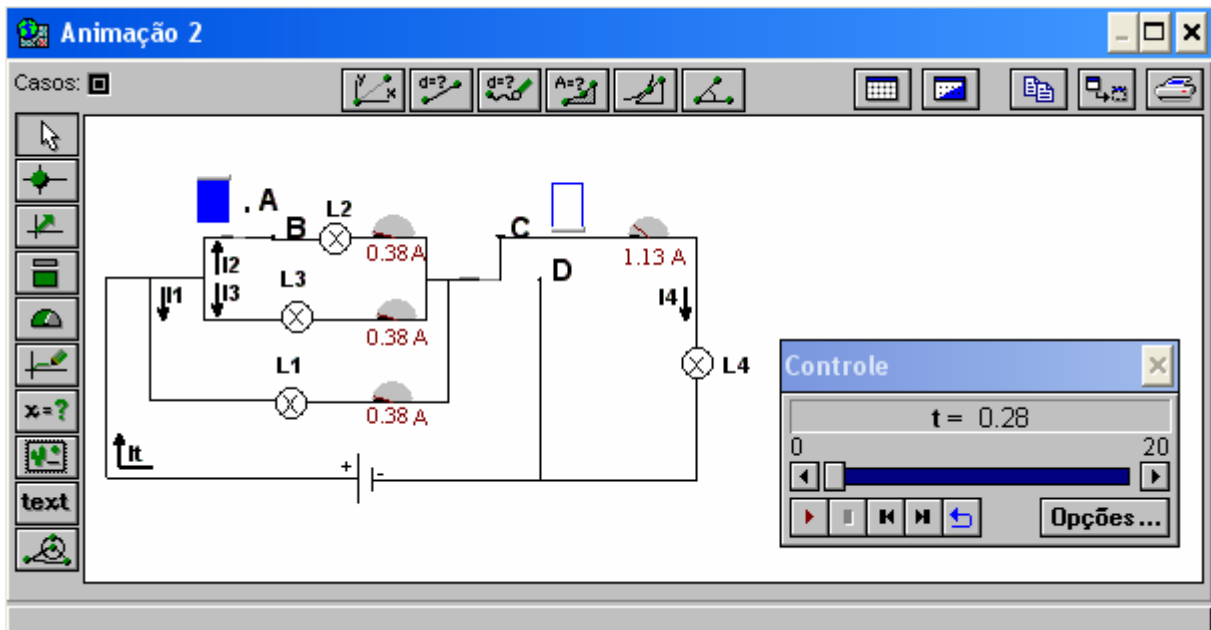 Animação 2
Casos:
y x d=? d=? A=?
. A
L2
B
0.38 A
C
1.13 A
I2
L3
D
I1 I3
I4
0.38 A
L1
L4
0.38 A
It
+ -
x=?
text
Controle
t = 0.28
0 20
Opções...